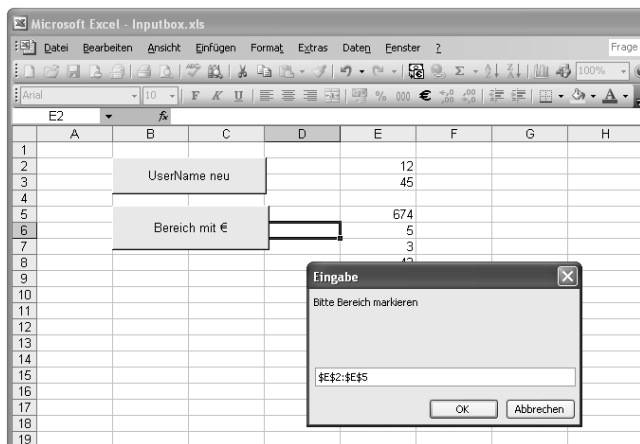 Microsoft Excel - Inputbox.xls
Datei Bearbeiten Ansicht Einfügen Format Extras Daten Fenster ? Frage
100%
Arial 10 F K U % 000 €
E2 fx
A B C D E F G H
1
2 12
UserName neu
3 45
4
5 674
Bereich mit €
6 5
7 3
8
9 Eingabe
10 Bitte Bereich markieren
11
12
13
14
15 $E$2:$E$5
16
17 OK Abbrechen
18
19